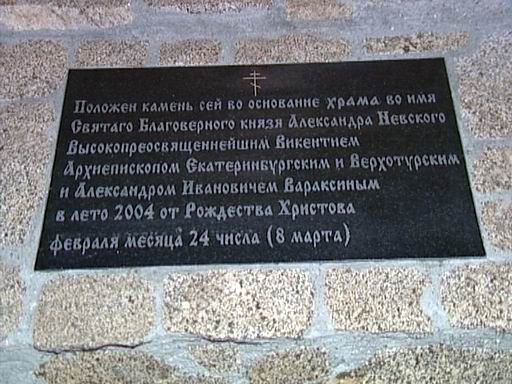 Положен камень сей во основание храма во имя
Святаго Благоверного князя Александра Невского
Высокопреосвященнейшим Викентием
Архиепископом Екатеринбургским и Верхотурским
и Александром Ивановичем Вараксиным
в лето 2004 от Рождества Христова
февраля месяца 24 числа (8 марта)